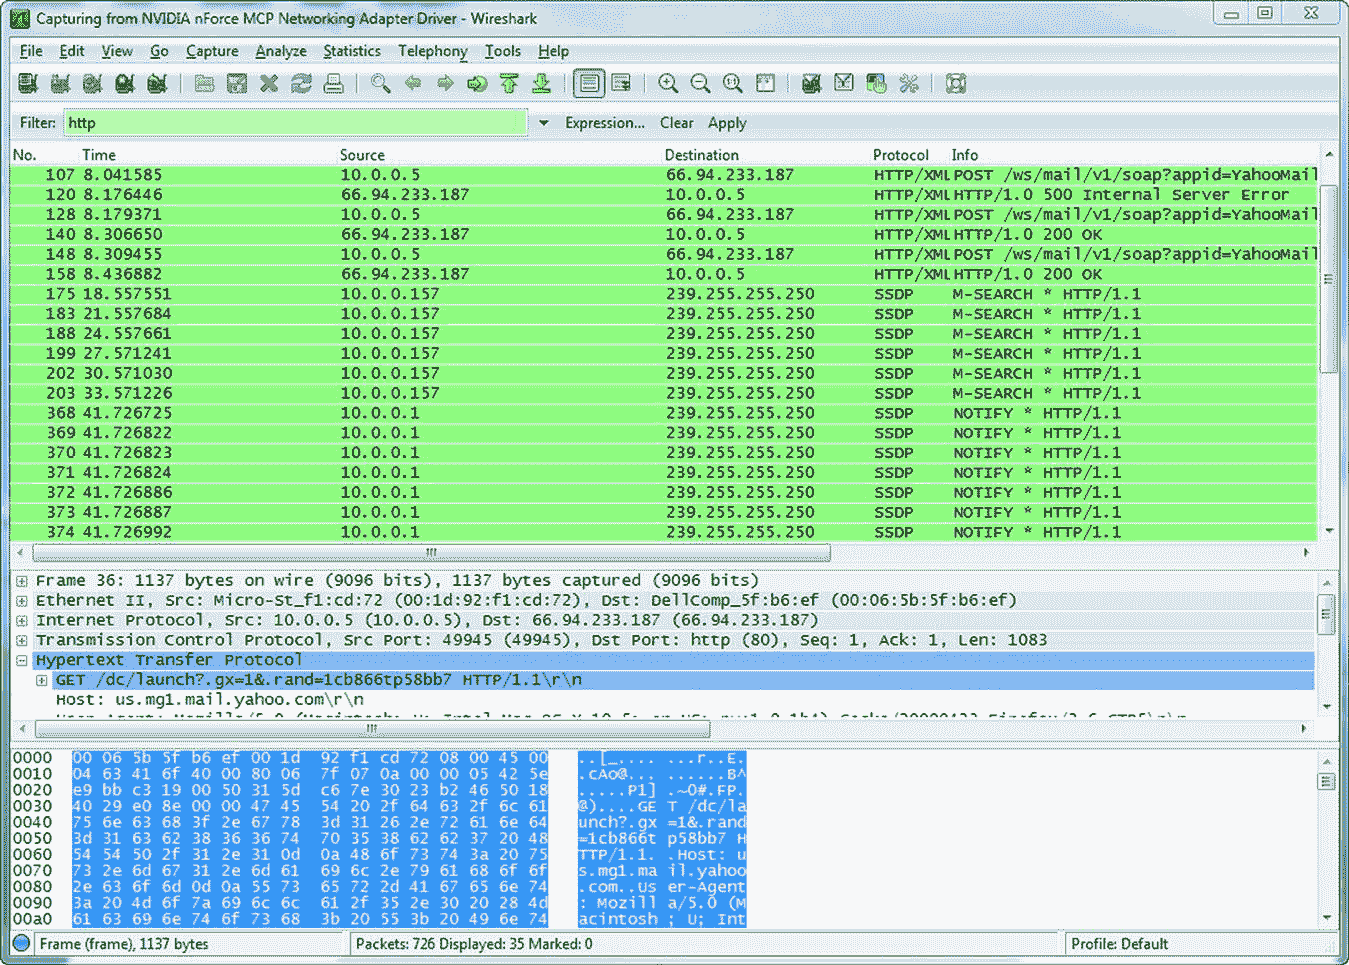 Capturing from NVIDIA nForce MCP Networking Adapter Driver - Wireshark
File Edit View Go Capture Analyze Statistics Telephony Tools Help
Filter: http Expression... Clear Apply
No. Time Source Destination Protocol Info
107 8.041585 10.0.0.5 66.94.233.187 HTTP/XML POST /ws/mail/v1/soap?appid=YahooMail
120 8.176446 66.94.233.187 10.0.0.5 HTTP/XML HTTP/1.0 500 Internal Server Error
128 8.179371 10.0.0.5 66.94.233.187 HTTP/XML POST /ws/mail/v1/soap?appid=YahooMail
140 8.306650 66.94.233.187 10.0.0.5 HTTP/XML HTTP/1.0 200 OK
148 8.309455 10.0.0.5 66.94.233.187 HTTP/XML POST /ws/mail/v1/soap?appid=YahooMail
158 8.436882 66.94.233.187 10.0.0.5 HTTP/XML HTTP/1.0 200 OK
175 18.557551 10.0.0.157 239.255.255.250 SSDP M-SEARCH * HTTP/1.1
183 21.557684 10.0.0.157 239.255.255.250 SSDP M-SEARCH * HTTP/1.1
188 24.557661 10.0.0.157 239.255.255.250 SSDP M-SEARCH * HTTP/1.1
199 27.571241 10.0.0.157 239.255.255.250 SSDP M-SEARCH * HTTP/1.1
202 30.571030 10.0.0.157 239.255.255.250 SSDP M-SEARCH * HTTP/1.1
203 33.571226 10.0.0.157 239.255.255.250 SSDP M-SEARCH * HTTP/1.1
368 41.726725 10.0.0.1 239.255.255.250 SSDP NOTIFY * HTTP/1.1
369 41.726822 10.0.0.1 239.255.255.250 SSDP NOTIFY * HTTP/1.1
370 41.726823 10.0.0.1 239.255.255.250 SSDP NOTIFY * HTTP/1.1
371 41.726824 10.0.0.1 239.255.255.250 SSDP NOTIFY * HTTP/1.1
372 41.726886 10.0.0.1 239.255.255.250 SSDP NOTIFY * HTTP/1.1
373 41.726887 10.0.0.1 239.255.255.250 SSDP NOTIFY * HTTP/1.1
374 41.726992 10.0.0.1 239.255.255.250 SSDP NOTIFY * HTTP/1.1
Frame 36: 1137 bytes on wire (9096 bits), 1137 bytes captured (9096 bits)
Ethernet II, Src: Micro-St_f1:cd:72 (00:1d:92:f1:cd:72), Dst: DellComp_5f:b6:ef (00:06:5b:5f:b6:ef)
Internet Protocol, Src: 10.0.0.5 (10.0.0.5), Dst: 66.94.233.187 (66.94.233.187)
Transmission Control Protocol, Src Port: 49945 (49945), Dst Port: http (80), Seq: 1, Ack: 1, Len: 1083
Hypertext Transfer Protocol
GET /dc/launch?.gx=1&.rand=1cb866tp58bb7 HTTP/1.1\r\n
Host: us.mg1.mail.yahoo.com\r\n
0000 00 06 5b 5f b6 ef 00 1d 92 f1 cd 72 08 00 45 00 ..[_.... ...r..E.
0010 04 63 41 6f 40 00 80 06 7f 07 0a 00 00 05 42 5e .cAo@... ......B^
0020 e9 bb c3 19 00 50 31 5d c6 7e 30 23 b2 46 50 18 .....P1] .~0#.FP.
0030 40 29 e0 8e 00 00 47 45 54 20 2f 64 63 2f 6c 61 @)....GE T /dc/la
0040 75 6e 63 68 3f 2e 67 78 3d 31 26 2e 72 61 6e 64 unch?.gx =1&.rand
0050 3d 31 63 62 38 36 36 74 70 35 38 62 62 37 20 48 =1cb866t p58bb7 H
0060 54 54 50 2f 31 2e 31 0d 0a 48 6f 73 74 3a 20 75 TTP/1.1. .Host: u
0070 73 2e 6d 67 31 2e 6d 61 69 6c 2e 79 61 68 6f 6f s.mg1.ma il.yahoo
0080 2e 63 6f 6d 0d 0a 55 73 65 72 2d 41 67 65 6e 74 .com..Us er-Agent
0090 3a 20 4d 6f 7a 69 6c 6c 61 2f 35 2e 30 20 28 4d : Mozill a/5.0 (M
00a0 61 63 69 6e 74 6f 73 68 3b 20 55 3b 20 49 6e 74 acintosh ; U; Int
Frame (frame), 1137 bytes Packets: 726 Displayed: 35 Marked: 0 Profile: Default